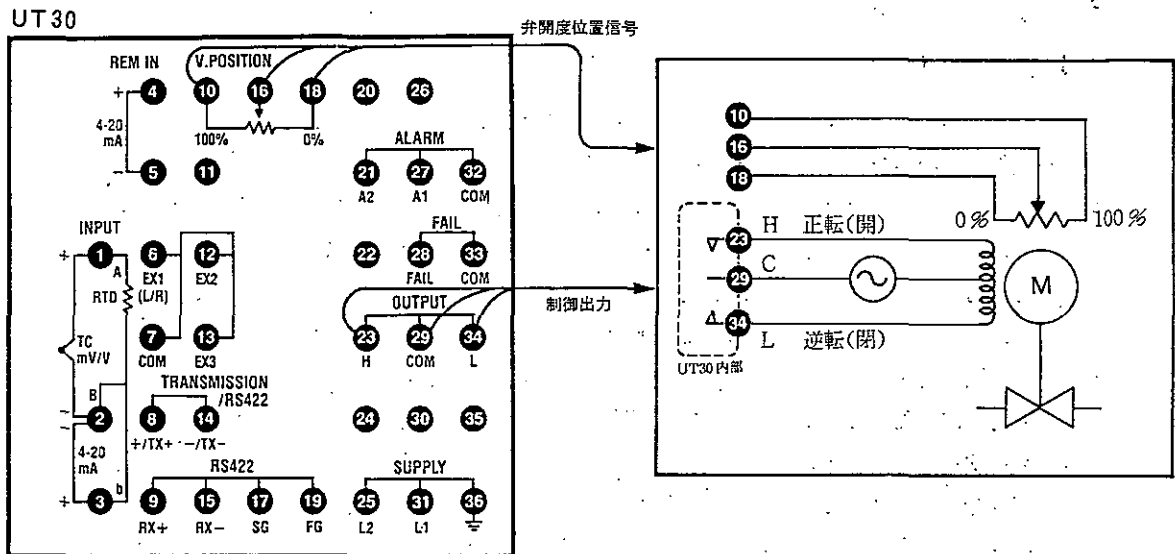 UT30
弁開度位置信号
REM IN
V.POSITION
+ 4 10 16 18 20 26
4-20
mA
100% 0%
ALARM
- 5 11 21 27 32
A2 A1 COM
INPUT
FAIL
+ 1 6 12 22 28 33
A EX1 EX2 FAIL COM
(L/R)
RTD
OUTPUT
制御出力
7 13 23 29 34
COM EX3 H COM L
TC
mV/V
B
TRANSMISSION
/RS422
- 2 8 14 24 30 35
-
+/TX+ -/TX-
4-20
mA
RS422
SUPPLY
b
+ 3 9 15 17 19 25 31 36
RX+ RX- SG FG L2 L1
10
16
18
0% 100%
23 H 正転(開)
29 C
M
34 L 逆転(閉)
UT30内部